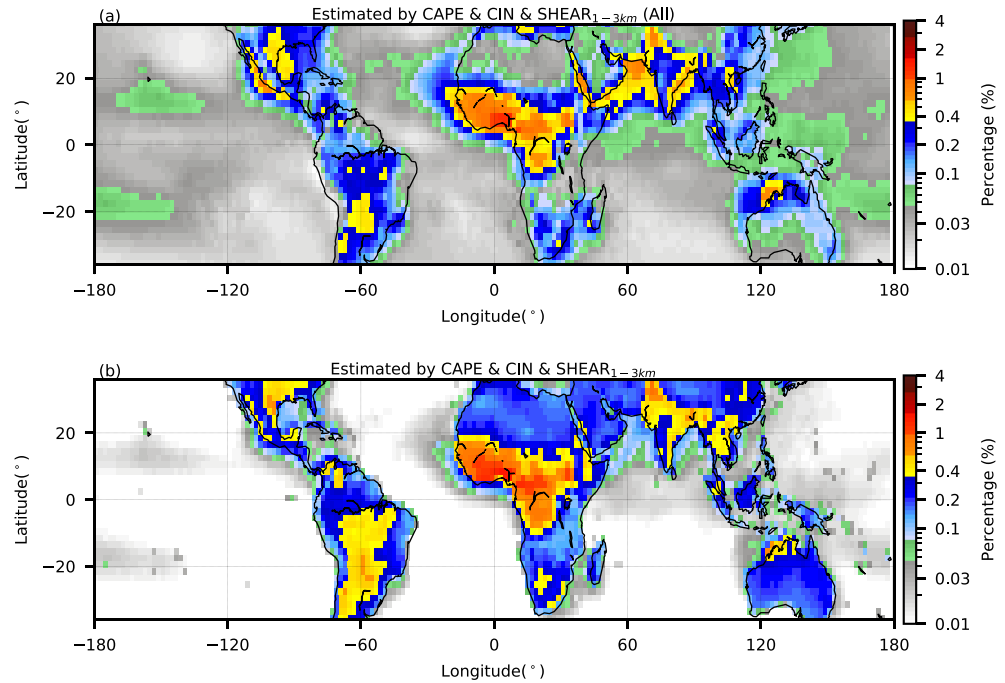 (a) Estimated by CAPE & CIN & SHEAR1−3km (All)
Latitude(°)
20
0
−20
−180 −120 −60 0 60 120 180
Longitude(°)
4
2
1
0.4
0.2
0.1
0.03
0.01
Percentage (%)
(b) Estimated by CAPE & CIN & SHEAR1−3km
Latitude(°)
20
0
−20
−180 −120 −60 0 60 120 180
Longitude(°)
4
2
1
0.4
0.2
0.1
0.03
0.01
Percentage (%)